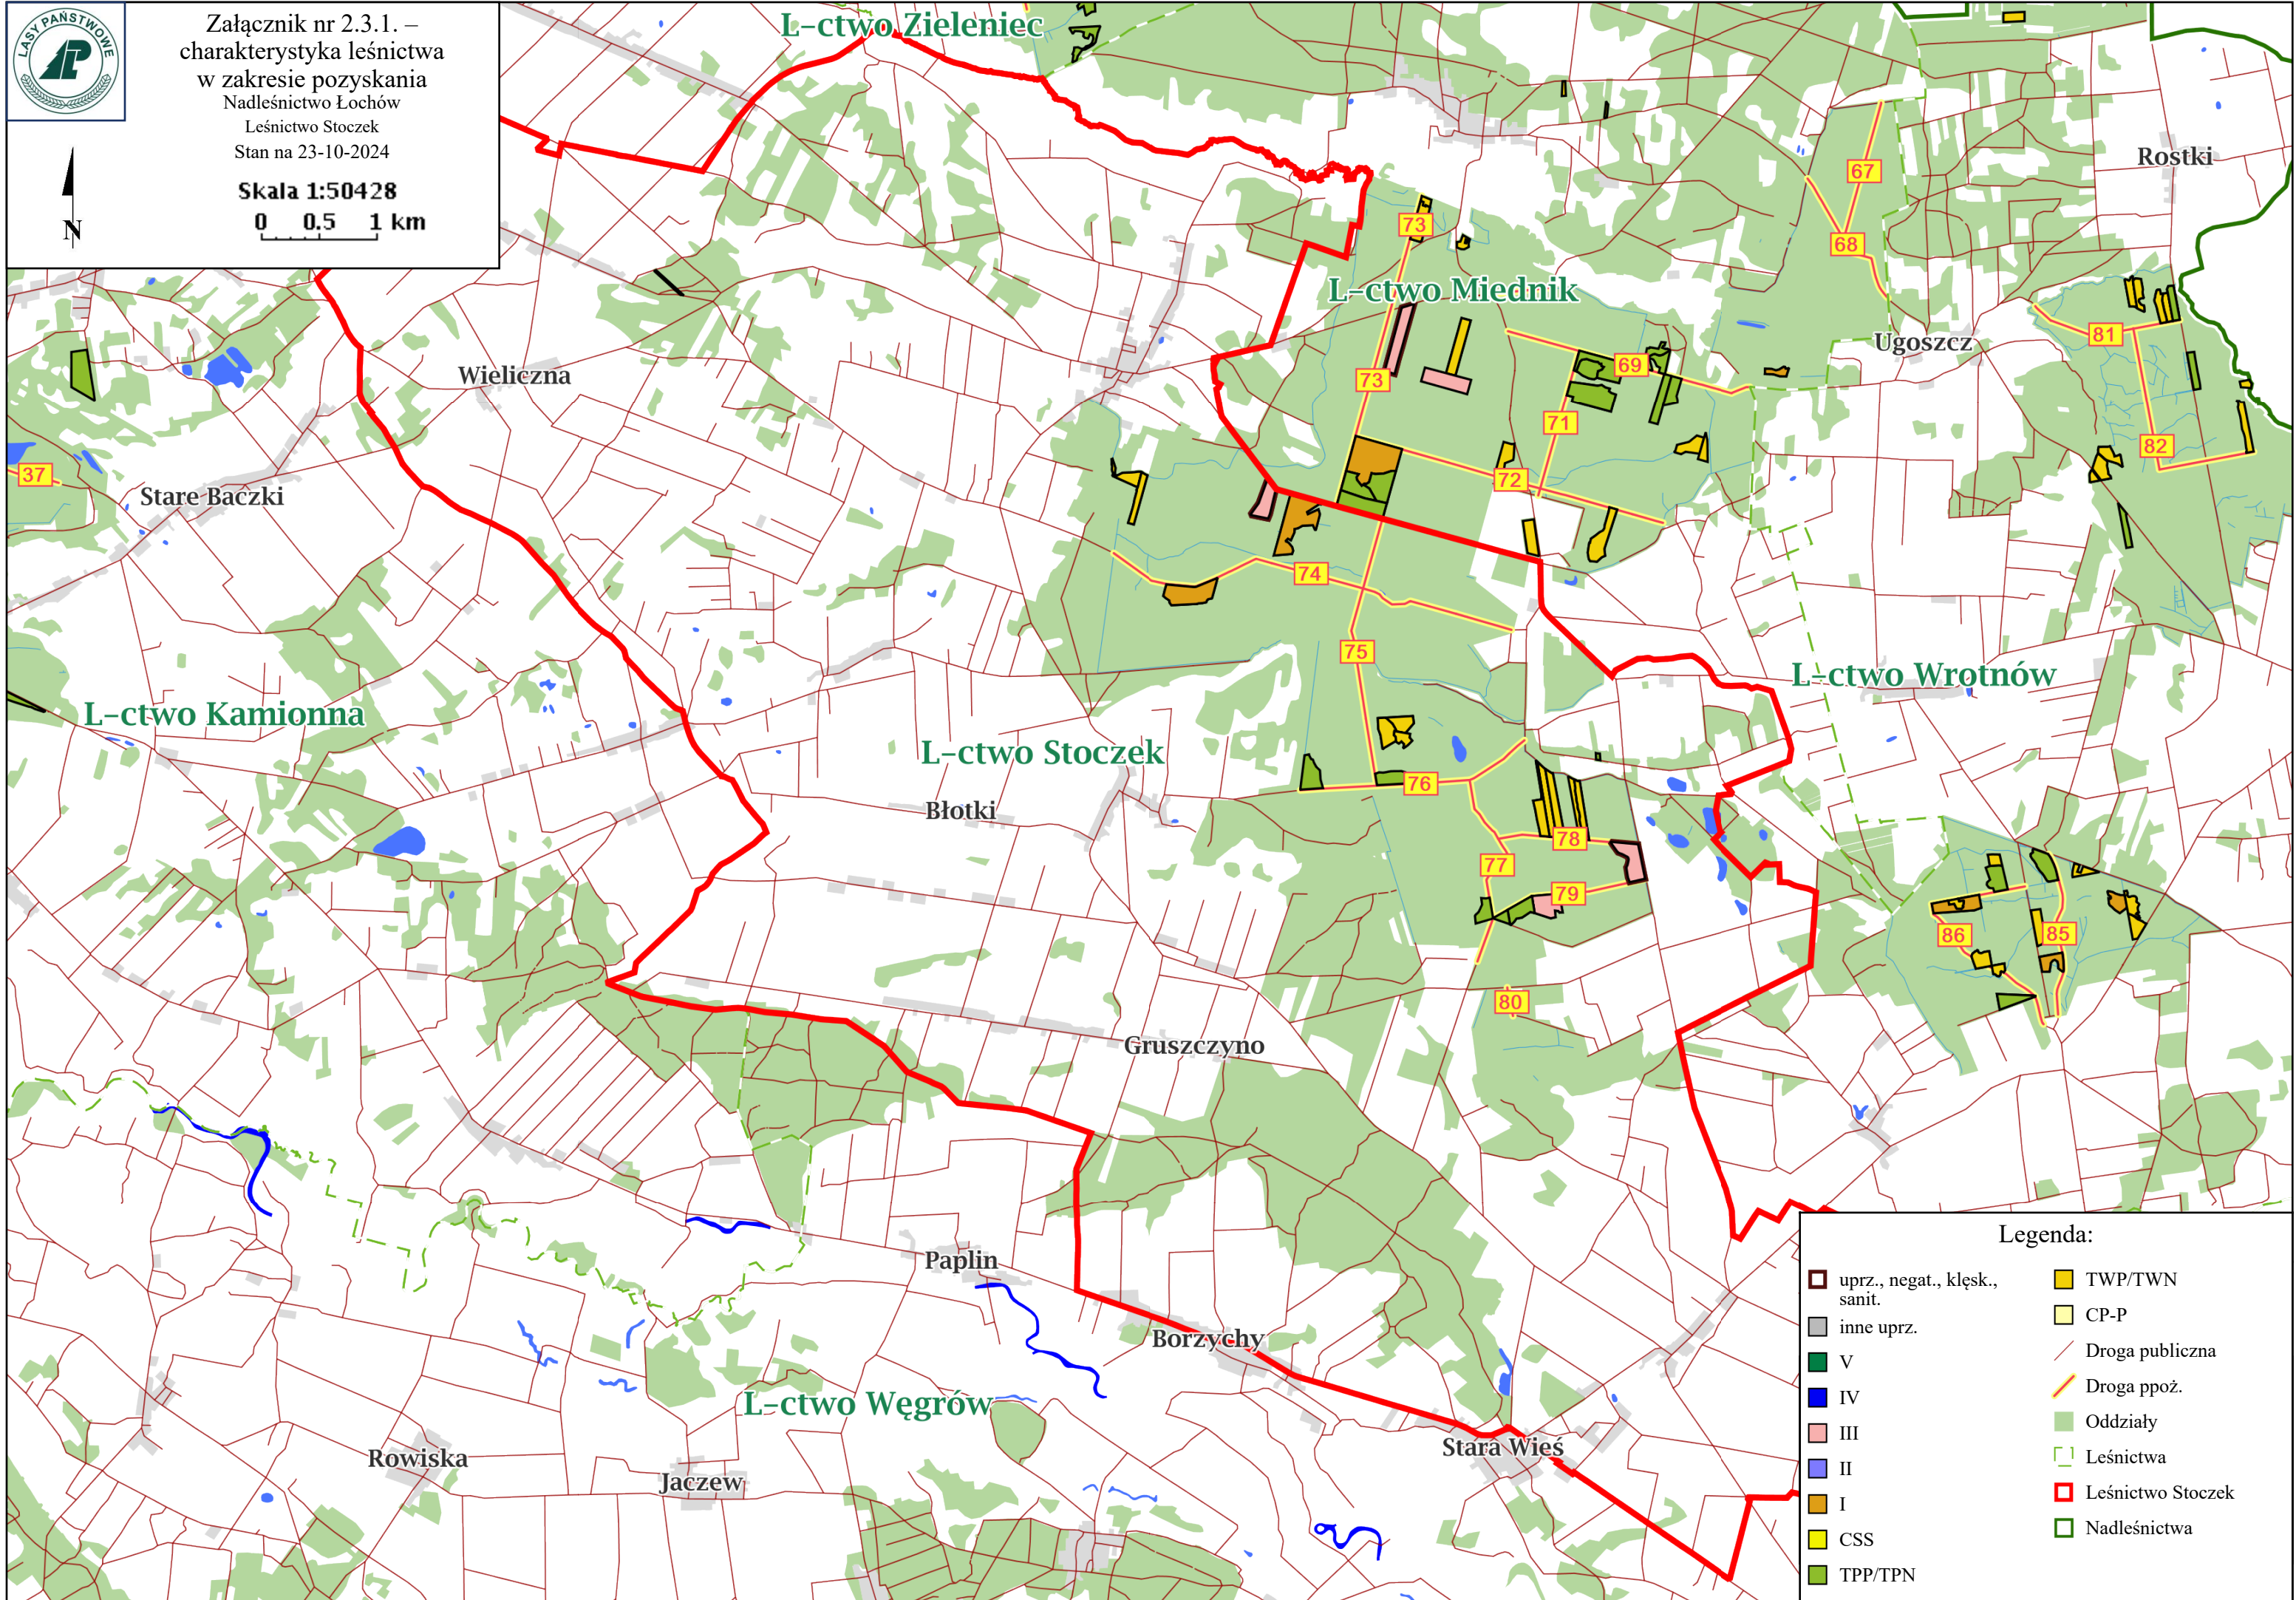 LASY PAŃSTWOWE
Załącznik nr 2.3.1. –
charakterystyka leśnictwa
w zakresie pozyskania
Nadleśnictwo Łochów
Leśnictwo Stoczek
Stan na 23-10-2024
Skala 1:50428
0 0.5 1 km
N
L-ctwo Zieleniec
Rostki
67
68
73
L-ctwo Miednik
81
Ugoszcz
69
Wieliczna
73
71
82
37
Stare Baczki
72
74
75
L-ctwo Wrotnów
L-ctwo Kamionna
L-ctwo Stoczek
76
Błotki
78
77
79
86
85
80
Gruszczyno
Paplin
Borzychy
L-ctwo Węgrów
Stara Wieś
Rowiska
Jaczew
Legenda:
uprz., negat., klęsk.,
sanit.
inne uprz.
V
IV
III
II
I
CSS
TPP/TPN
TWP/TWN
CP-P
Droga publiczna
Droga ppoż.
Oddziały
Leśnictwa
Leśnictwo Stoczek
Nadleśnictwa